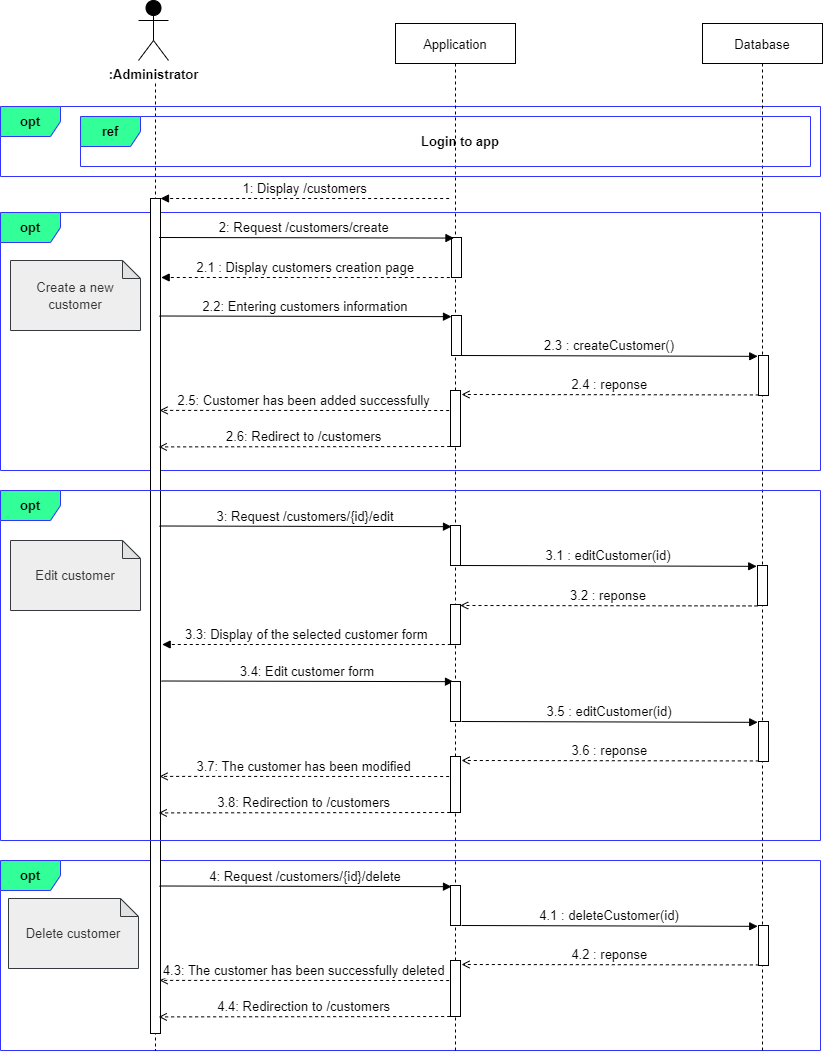 :Administrator
Application
Database
opt
ref
Login to app
1: Display /customers
opt
2: Request /customers/create
Create a new
customer
2.1 : Display customers creation page
2.2: Entering customers information
2.3 : createCustomer()
2.4 : reponse
2.5: Customer has been added successfully
2.6: Redirect to /customers
opt
3: Request /customers/{id}/edit
Edit customer
3.1 : editCustomer(id)
3.2 : reponse
3.3: Display of the selected customer form
3.4: Edit customer form
3.5 : editCustomer(id)
3.6 : reponse
3.7: The customer has been modified
3.8: Redirection to /customers
opt
4: Request /customers/{id}/delete
Delete customer
4.1 : deleteCustomer(id)
4.2 : reponse
4.3: The customer has been successfully deleted
4.4: Redirection to /customers